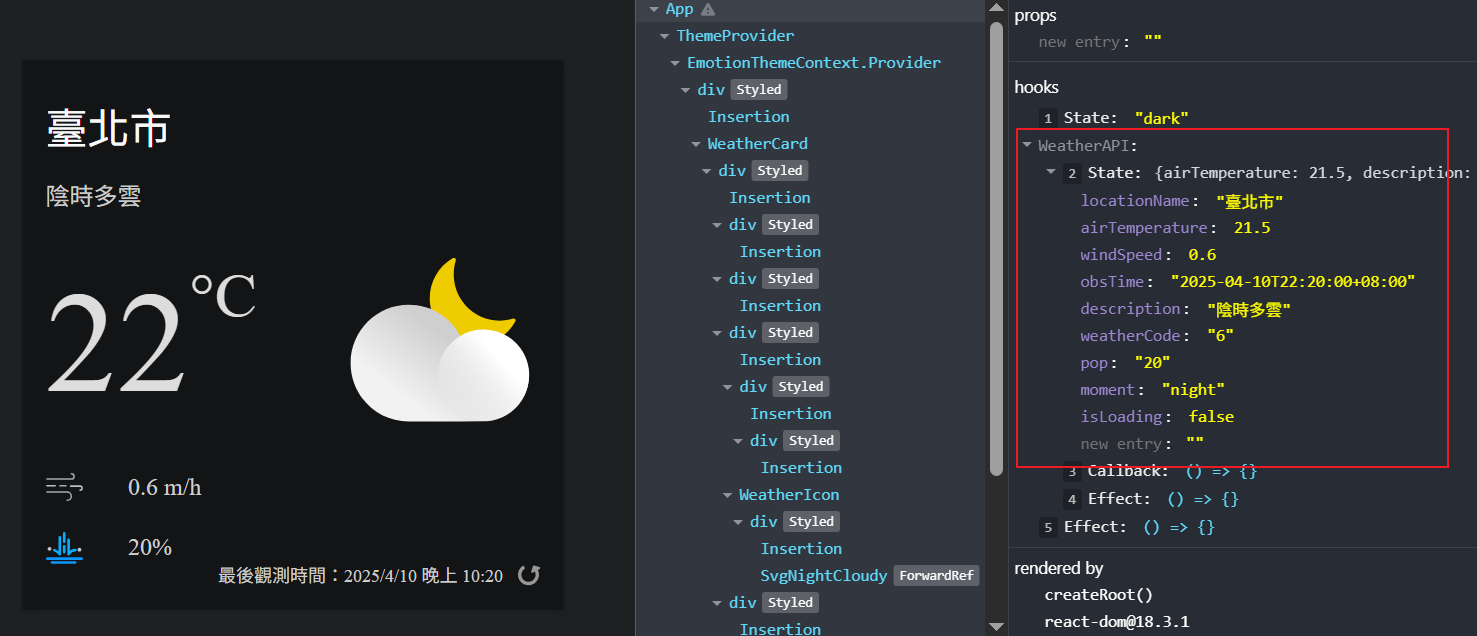 臺北市
陰時多雲
22
°C
0.6 m/h
20%
最後觀測時間：2025/4/10 晚上 10:20
App
ThemeProvider
EmotionThemeContext.Provider
div Styled
Insertion
WeatherCard
div Styled
Insertion
div Styled
Insertion
div Styled
Insertion
div Styled
Insertion
div Styled
Insertion
div Styled
Insertion
WeatherIcon
div Styled
Insertion
SvgNightCloudy ForwardRef
div Styled
Insertion
props
new entry: ""
hooks
1 State: "dark"
WeatherAPI:
2 State: {airTemperature: 21.5, description:
locationName: "臺北市"
airTemperature: 21.5
windSpeed: 0.6
obsTime: "2025-04-10T22:20:00+08:00"
description: "陰時多雲"
weatherCode: "6"
pop: "20"
moment: "night"
isLoading: false
new entry: ""
3 Callback: () => {}
4 Effect: () => {}
5 Effect: () => {}
rendered by
createRoot()
react-dom@18.3.1